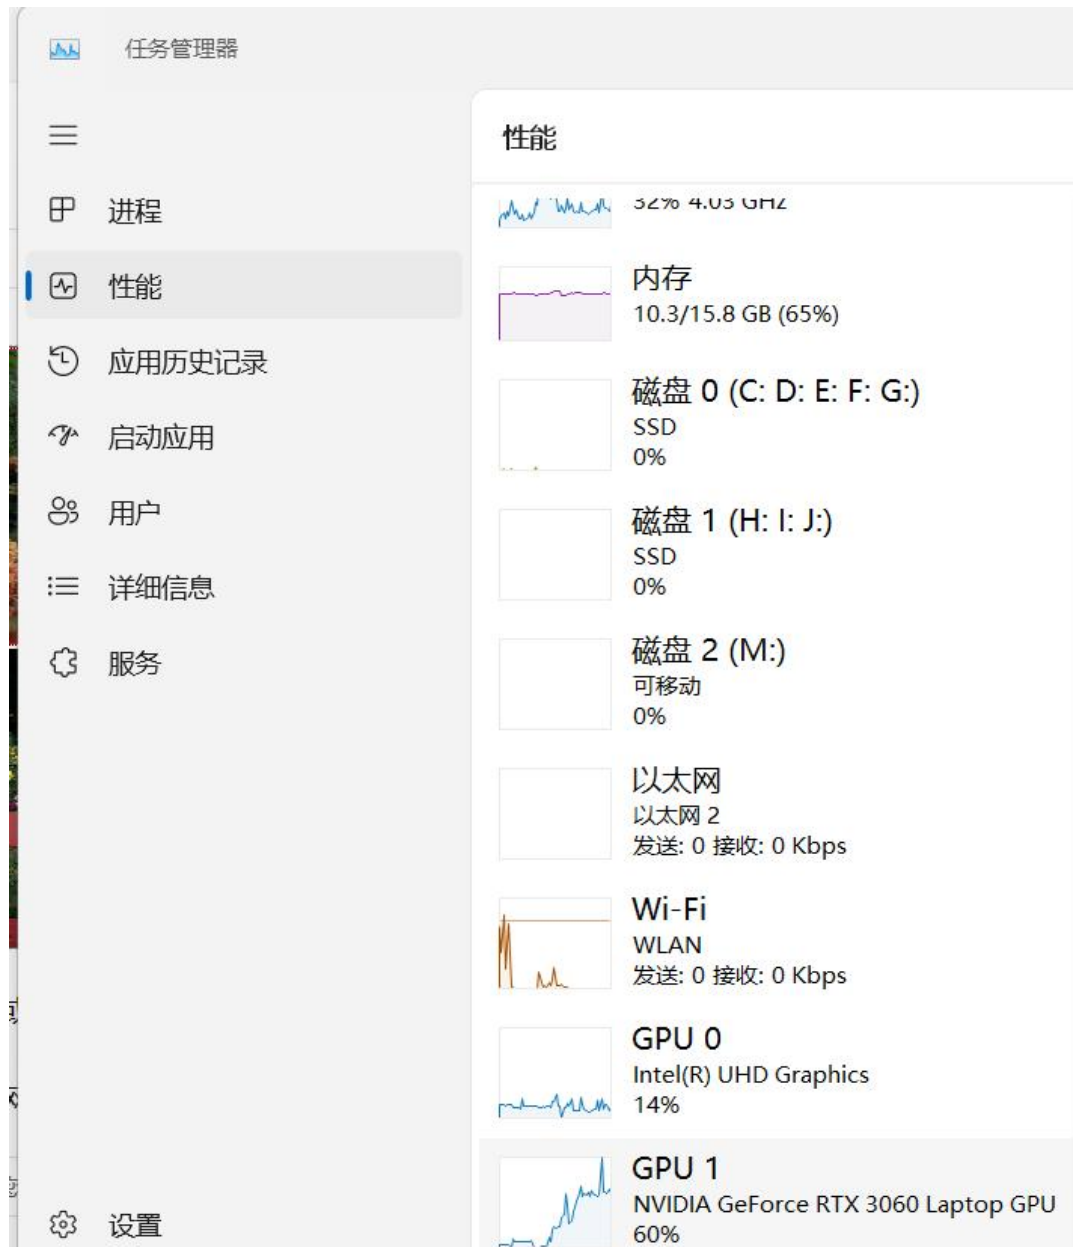 任务管理器
性能
进程
性能
应用历史记录
启动应用
用户
详细信息
服务
设置
32% 4.03 GHz
内存
10.3/15.8 GB (65%)
磁盘 0 (C: D: E: F: G:)
SSD
0%
磁盘 1 (H: I: J:)
SSD
0%
磁盘 2 (M:)
可移动
0%
以太网
以太网 2
发送: 0 接收: 0 Kbps
Wi-Fi
WLAN
发送: 0 接收: 0 Kbps
GPU 0
Intel(R) UHD Graphics
14%
GPU 1
NVIDIA GeForce RTX 3060 Laptop GPU
60%